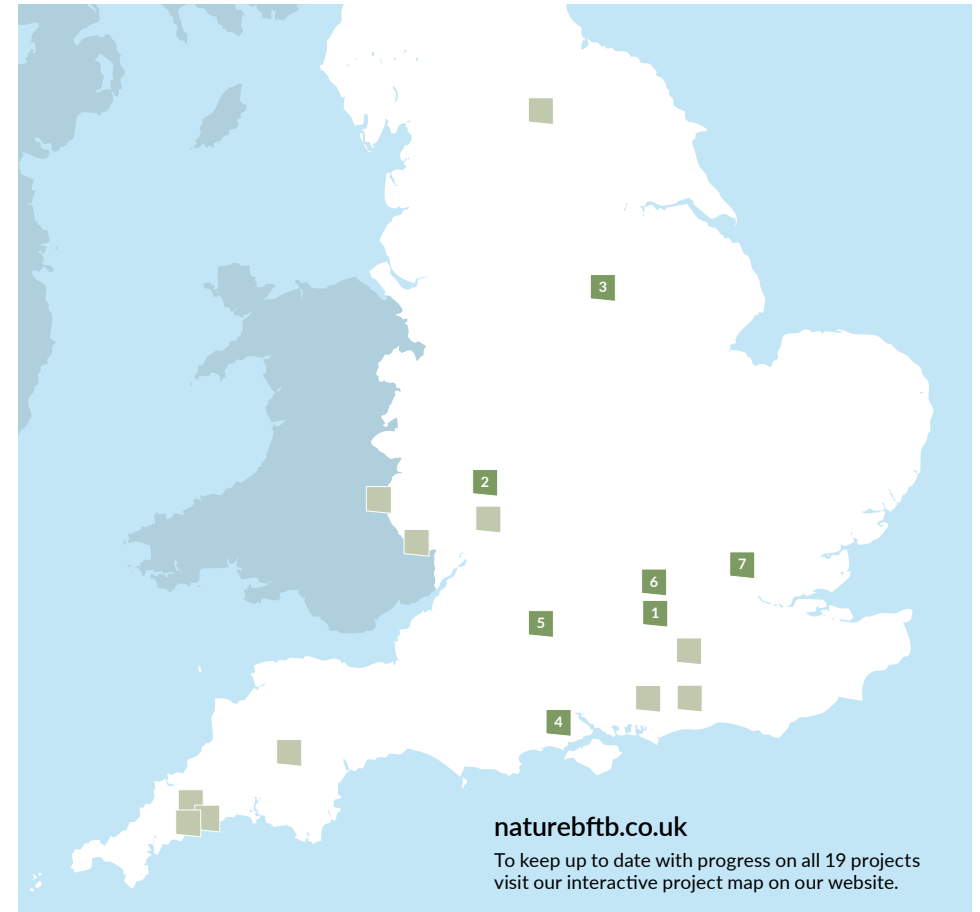 3
2
7
6
1
5
4
naturebftb.co.uk
To keep up to date with progress on all 19 projects
visit our interactive project map on our website.